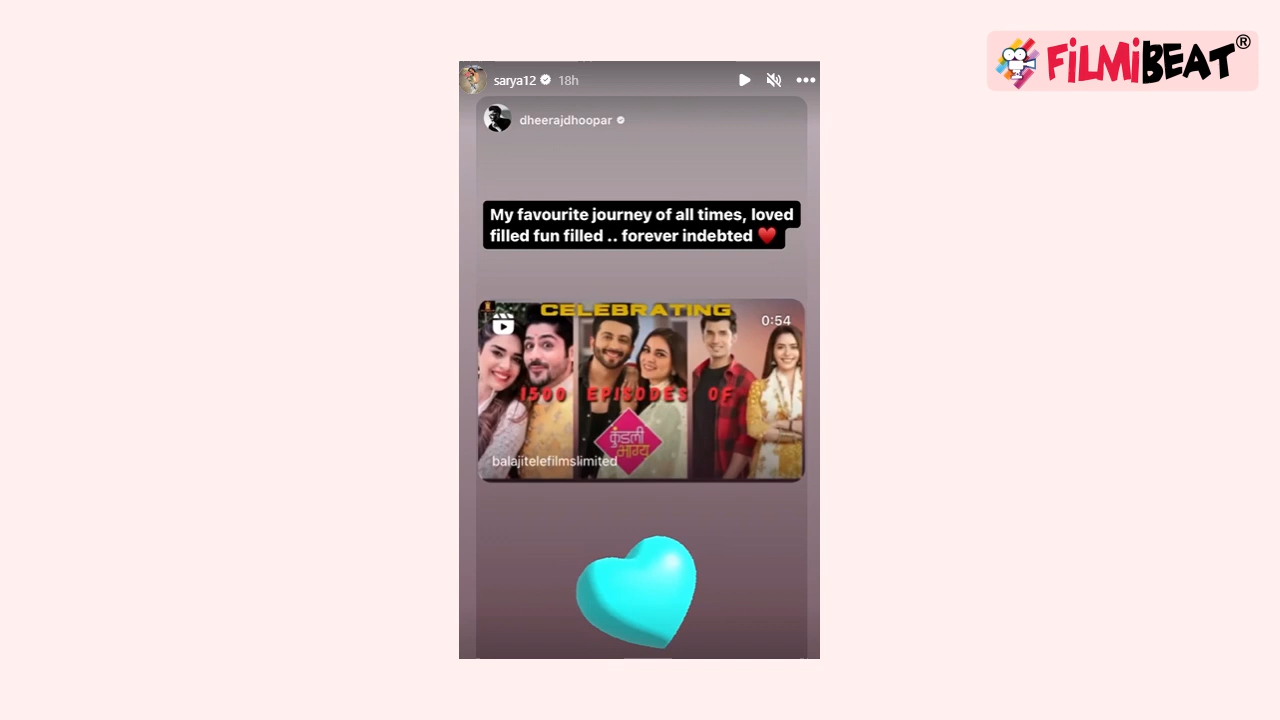 FiLMiBEAT®
sarya12 18h
dheerajdhoopar
My favourite journey of all times, loved
filled fun filled .. forever indebted ❤️
CELEBRATING
0:54
1500 EPISODES OF
कुंडली
भाग्य
balajitelefilmslimited